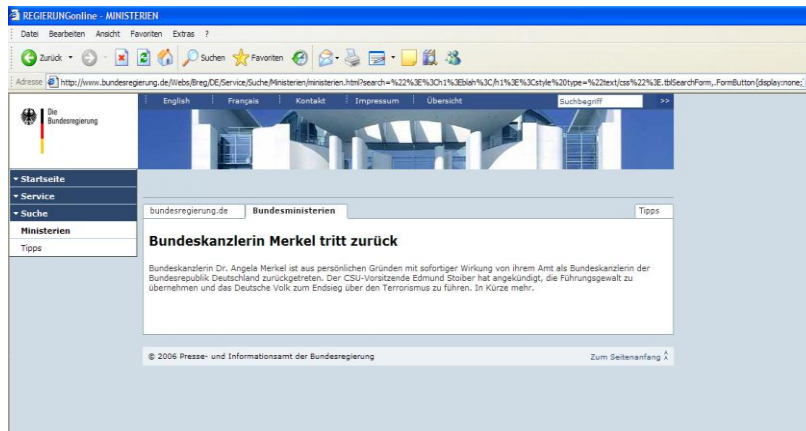 REGIERUNGonline - MINISTERIEN
Datei Bearbeiten Ansicht Favoriten Extras ?
Zurück Suchen Favoriten
Adresse http://www.bundesregierung.de/Webs/Breg/DE/Service/Suche/Ministerien/ministerien.html?search=%22%3E%3Ch1%3Eblah%3C/h1%3E%3Cstyle%20type=%22text/css%22%3E.tblSearchForm,.FormButton{display:none;
English Français Kontakt Impressum Übersicht Suchbegriff >>
Die
Bundesregierung
Startseite
Service
Suche
Ministerien
Tipps
bundesregierung.de Bundesministerien Tipps
Bundeskanzlerin Merkel tritt zurück
Bundeskanzlerin Dr. Angela Merkel ist aus persönlichen Gründen mit sofortiger Wirkung von ihrem Amt als Bundeskanzlerin der
Bundesrepublik Deutschland zurückgetreten. Der CSU-Vorsitzende Edmund Stoiber hat angekündigt, die Führungsgewalt zu
übernehmen und das Deutsche Volk zum Endsieg über den Terrorismus zu führen. In Kürze mehr.
© 2006 Presse- und Informationsamt der Bundesregierung Zum Seitenanfang